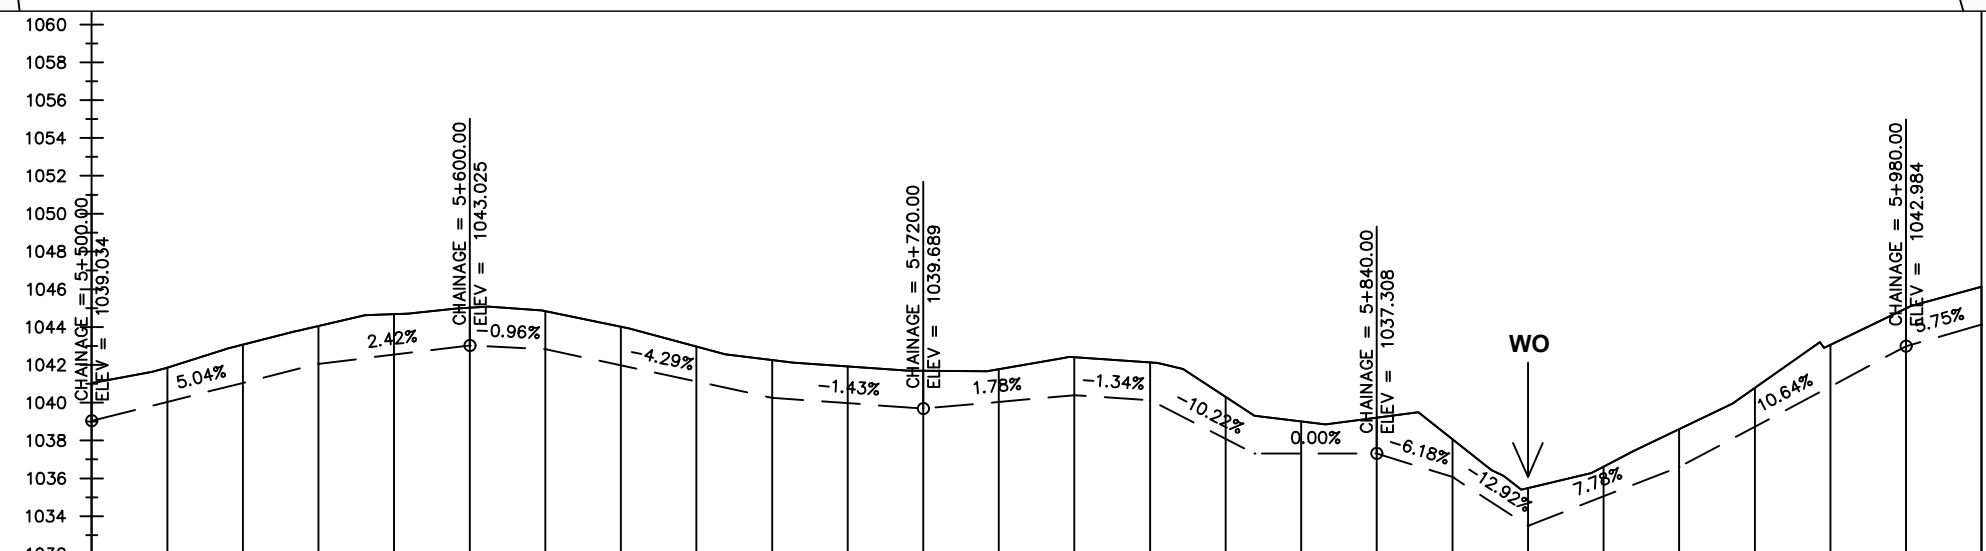 1060
1058
1056
1054
1052
1050
1048
1046
1044
1042
1040
1038
1036
1034
CHAINAGE = 5+500.00
ELEV = 1039.034
5.04%
2.42%
CHAINAGE = 5+600.00
ELEV = 1043.025
-0.96%
-4.29%
-1.43%
CHAINAGE = 5+720.00
ELEV = 1039.689
1.78%
-1.34%
-10.22%
0.00%
CHAINAGE = 5+840.00
ELEV = 1037.308
-6.18%
-12.92%
WO
7.78%
10.64%
CHAINAGE = 5+980.00
ELEV = 1042.984
5.75%